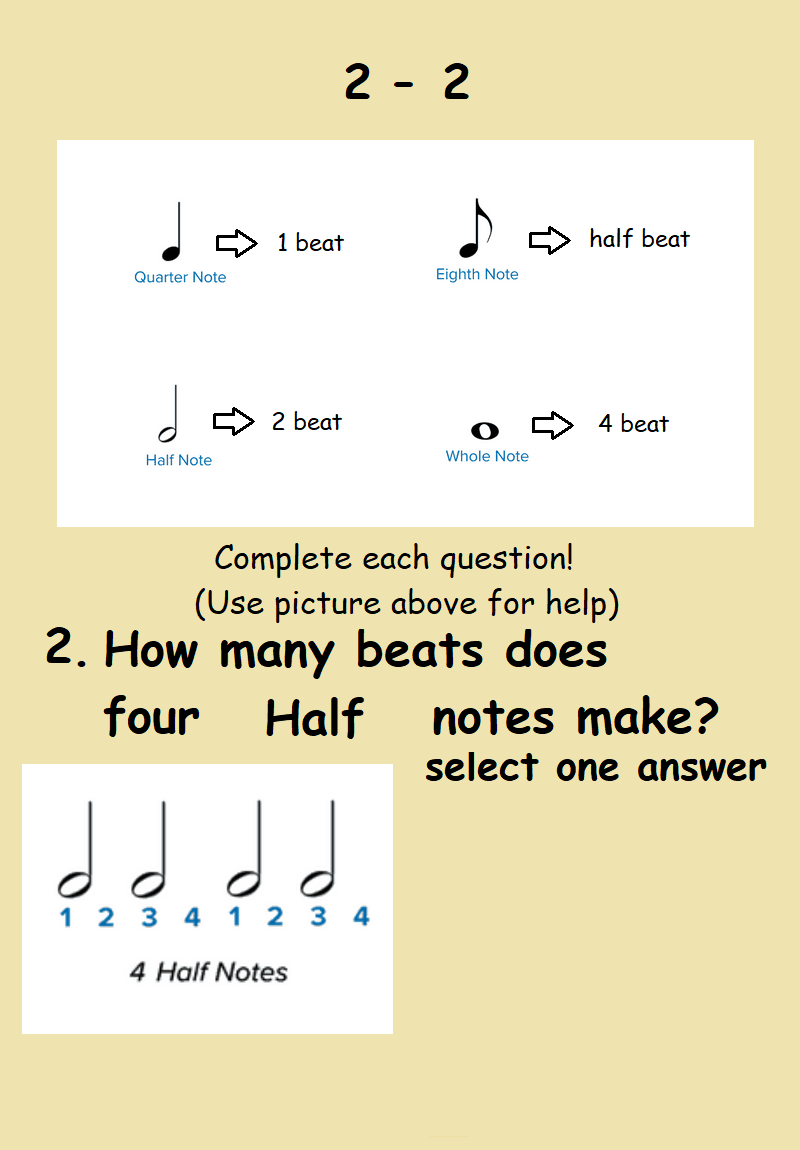 2 - 2
1 beat
half beat
Quarter Note
Eighth Note
2 beat
4 beat
Half Note
Whole Note
Complete each question!
(Use picture above for help)
2. How many beats does
four Half notes make?
select one answer
1 2 3 4 1 2 3 4
4 Half Notes